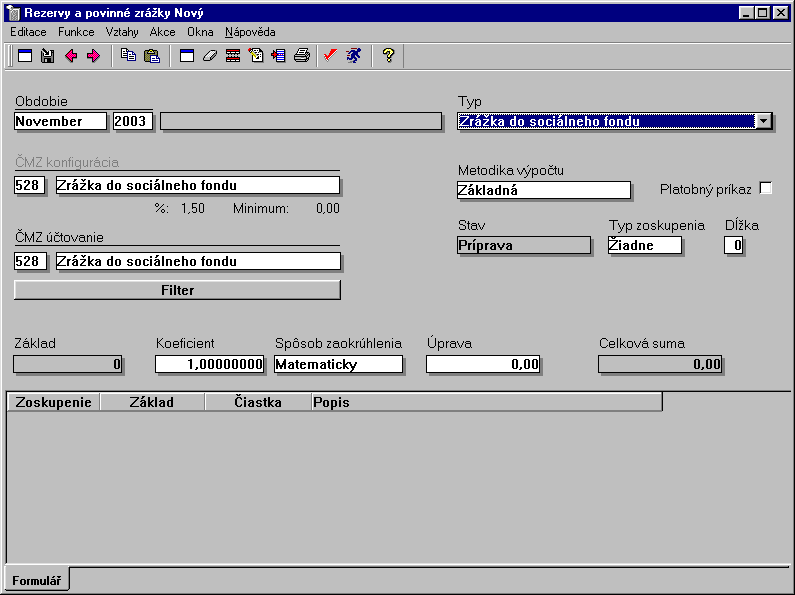 Rezervy a povinné zrážky Nový
Editace Funkce Vztahy Akce Okna Nápověda
Obdobie Typ
November 2003 Zrážka do sociálneho fondu
ČMZ konfigurácia Metodika výpočtu
528 Zrážka do sociálneho fondu Základná Platobný príkaz
%: 1,50 Minimum: 0,00
Stav Typ zoskupenia Dĺžka
ČMZ účtovanie Príprava Žiadne 0
528 Zrážka do sociálneho fondu
Filter
Základ Koeficient Spôsob zaokrúhlenia Úprava Celková suma
0 1,00000000 Matematicky 0,00 0,00
Zoskupenie Základ Čiastka Popis
Formulář